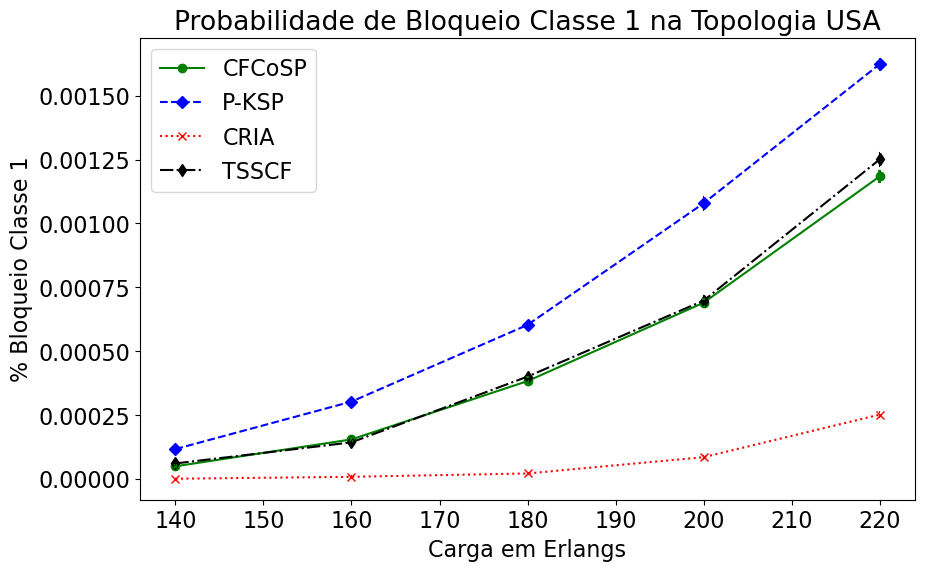 Probabilidade de Bloqueio Classe 1 na Topologia USA
CFCoSP
P-KSP
CRIA
TSSCF
% Bloqueio Classe 1
0.00150
0.00125
0.00100
0.00075
0.00050
0.00025
0.00000
140 150 160 170 180 190 200 210 220
Carga em Erlangs